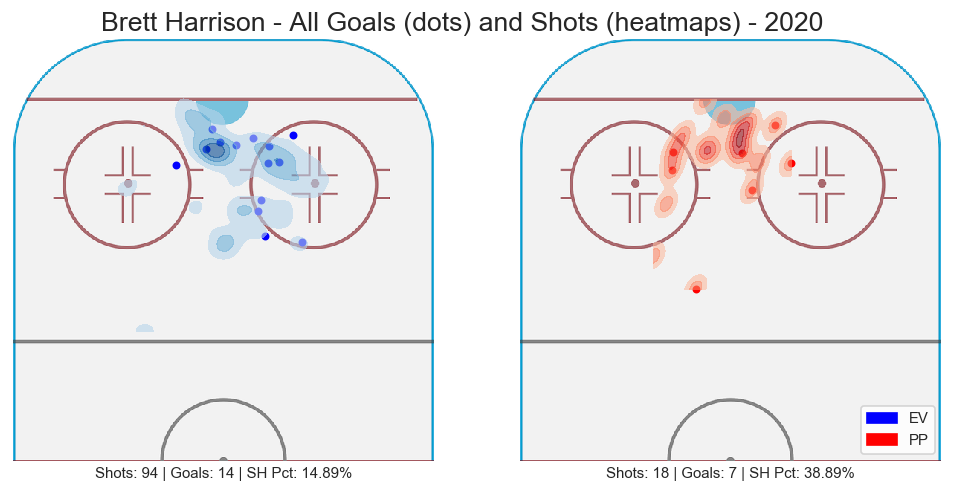 Brett Harrison - All Goals (dots) and Shots (heatmaps) - 2020
EV
PP
Shots: 94 | Goals: 14 | SH Pct: 14.89%
Shots: 18 | Goals: 7 | SH Pct: 38.89%